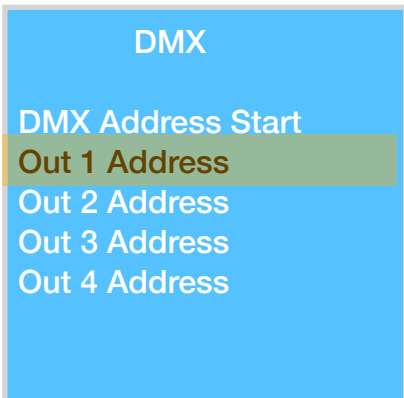 DMX
DMX Address Start
Out 1 Address
Out 2 Address
Out 3 Address
Out 4 Address